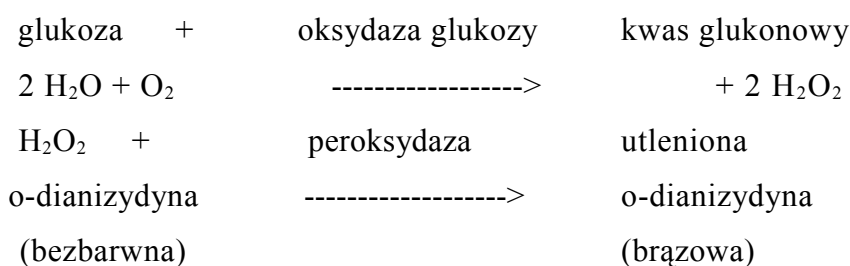 glukoza + oksydaza glukozy kwas glukonowy
2 H₂O + O₂ ------------------> + 2 H₂O₂
H₂O₂ + peroksydaza utleniona
o-dianizydyna -------------------> o-dianizydyna
(bezbarwna) (brązowa)